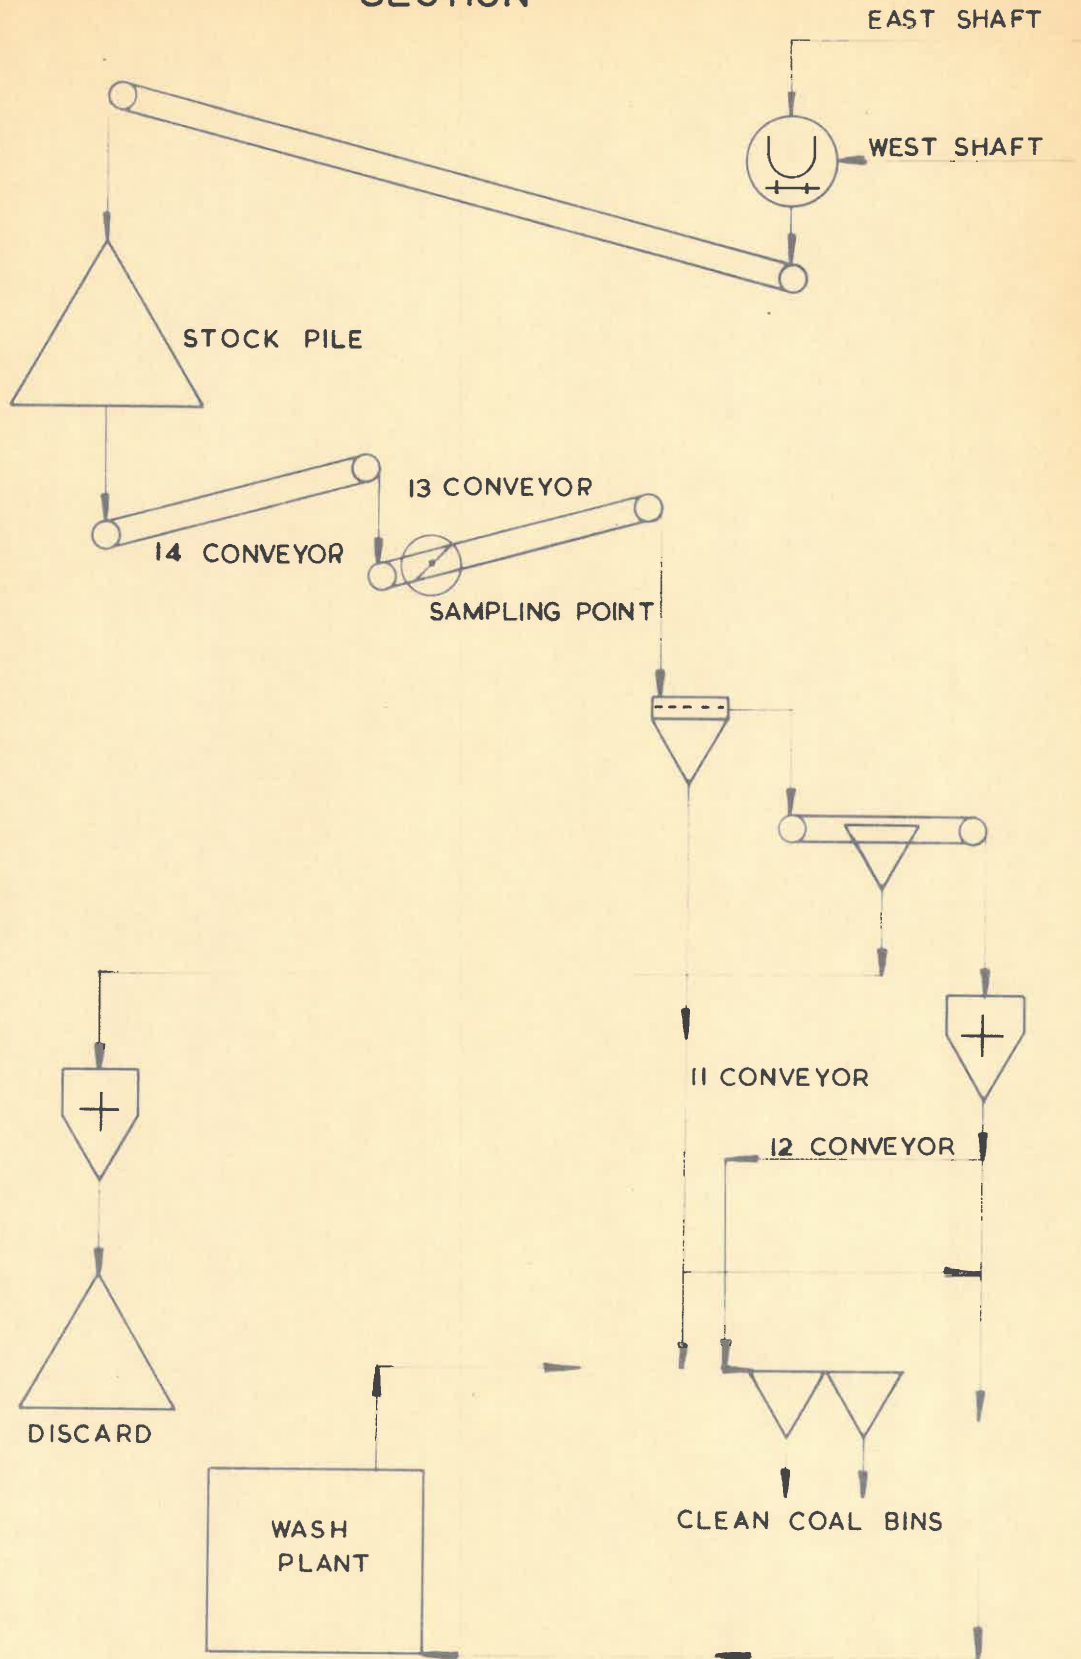 SECTION
EAST SHAFT
WEST SHAFT
STOCK PILE
13 CONVEYOR
14 CONVEYOR
SAMPLING POINT
11 CONVEYOR
12 CONVEYOR
DISCARD
CLEAN COAL BINS
WASH
PLANT